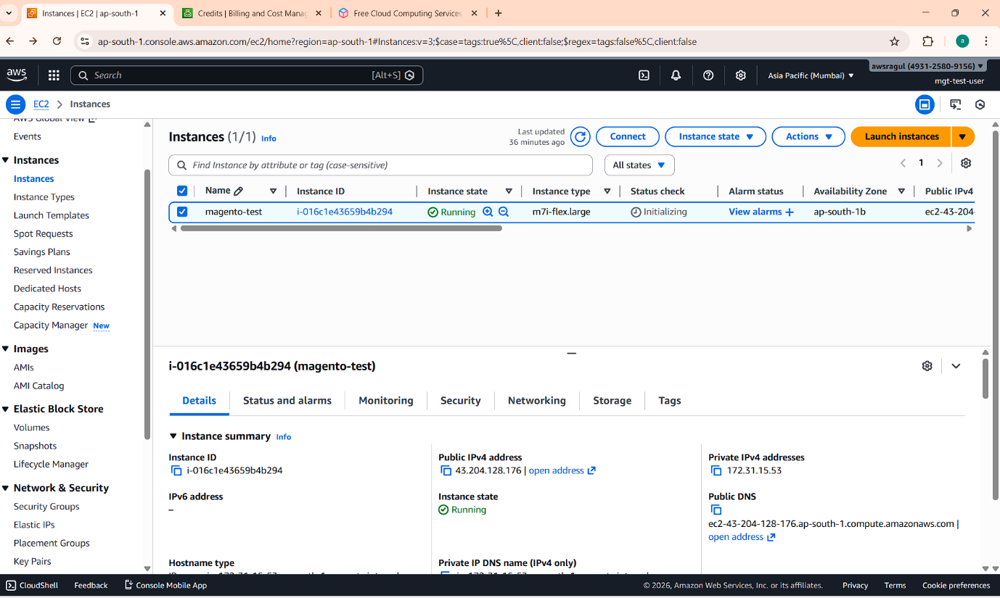 Instances | EC2 | ap-south-1
Credits | Billing and Cost Manag
Free Cloud Computing Services
ap-south-1.console.aws.amazon.com/ec2/home?region=ap-south-1#Instances:v=3;$case=tags:true%5C,client:false;$regex=tags:false%5C,client:false
a
aws
Search
[Alt+S]
Asia Pacific (Mumbai)
awsragul (4931-2580-9156)
mgt-test-user
EC2
Instances
AWS Global View
Events
Instances
Instances
Instance Types
Launch Templates
Spot Requests
Savings Plans
Reserved Instances
Dedicated Hosts
Capacity Reservations
Capacity Manager New
Images
AMIs
AMI Catalog
Elastic Block Store
Volumes
Snapshots
Lifecycle Manager
Network & Security
Security Groups
Elastic IPs
Placement Groups
Key Pairs
Instances (1/1) Info
Last updated
36 minutes ago
Connect
Instance state
Actions
Launch instances
Find Instance by attribute or tag (case-sensitive)
All states
1
Name Instance ID Instance state Instance type Status check Alarm status Availability Zone Public IPv4
magento-test i-016c1e43659b4b294 Running m7i-flex.large Initializing View alarms + ap-south-1b ec2-43-204-
i-016c1e43659b4b294 (magento-test)
Details Status and alarms Monitoring Security Networking Storage Tags
Instance summary Info
Instance ID
i-016c1e43659b4b294
Public IPv4 address
43.204.128.176 | open address
Private IPv4 addresses
172.31.15.53
IPv6 address
–
Instance state
Running
Public DNS
ec2-43-204-128-176.ap-south-1.compute.amazonaws.com |
open address
Hostname type
Private IP DNS name (IPv4 only)
CloudShell Feedback Console Mobile App
© 2026, Amazon Web Services, Inc. or its affiliates. Privacy Terms Cookie preferences